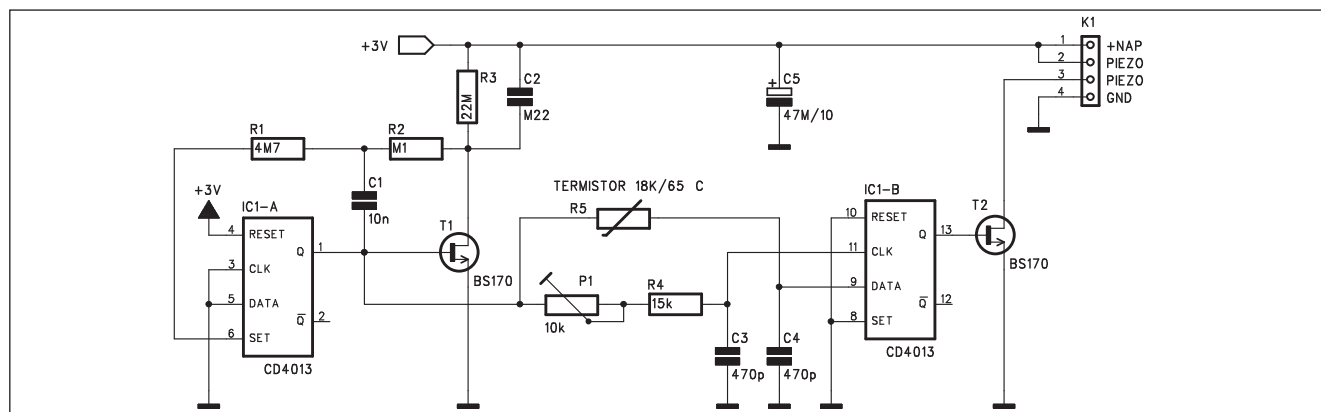 K1
+3V
1 +NAP
2 PIEZO
3 PIEZO
4 GND
R3
22M
C2
M22
+
C5
47M/10
R1
4M7
R2
M1
C1
10n
+3V
IC1-A
4 RESET
3 CLK
5 DATA
6 SET
Q 1
Q 2
CD4013
T1
BS170
TERMISTOR 18K/65 C
R5
P1
10k
R4
15k
C3
470p
C4
470p
IC1-B
10 RESET
11 CLK
9 DATA
8 SET
Q 13
Q 12
CD4013
T2
BS170